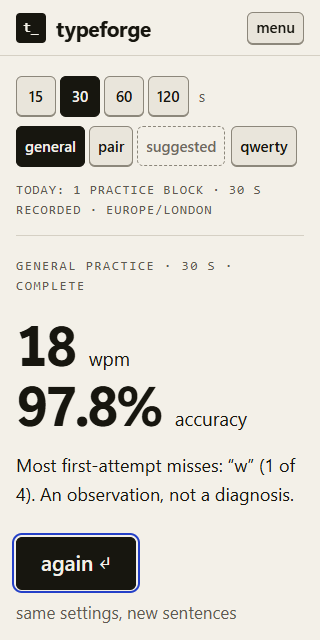 t_ typeforge menu
15 30 60 120 s
general pair suggested qwerty
TODAY: 1 PRACTICE BLOCK · 30 S
RECORDED · EUROPE/LONDON
GENERAL PRACTICE · 30 S ·
COMPLETE
18 wpm
97.8% accuracy
Most first-attempt misses: “w” (1 of
4). An observation, not a diagnosis.
again ↵
same settings, new sentences